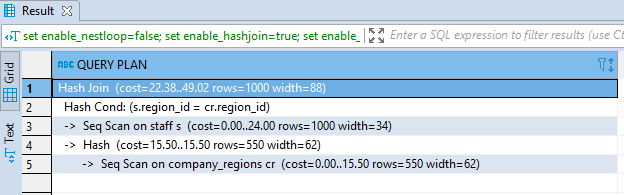 Result
set enable_nestloop=false; set enable_hashjoin=true; set enable_
Enter a SQL expression to filter results (use Ct
Grid
Text
ABC QUERY PLAN
1 Hash Join (cost=22.38..49.02 rows=1000 width=88)
2 Hash Cond: (s.region_id = cr.region_id)
3 -> Seq Scan on staff s (cost=0.00..24.00 rows=1000 width=34)
4 -> Hash (cost=15.50..15.50 rows=550 width=62)
5 -> Seq Scan on company_regions cr (cost=0.00..15.50 rows=550 width=62)